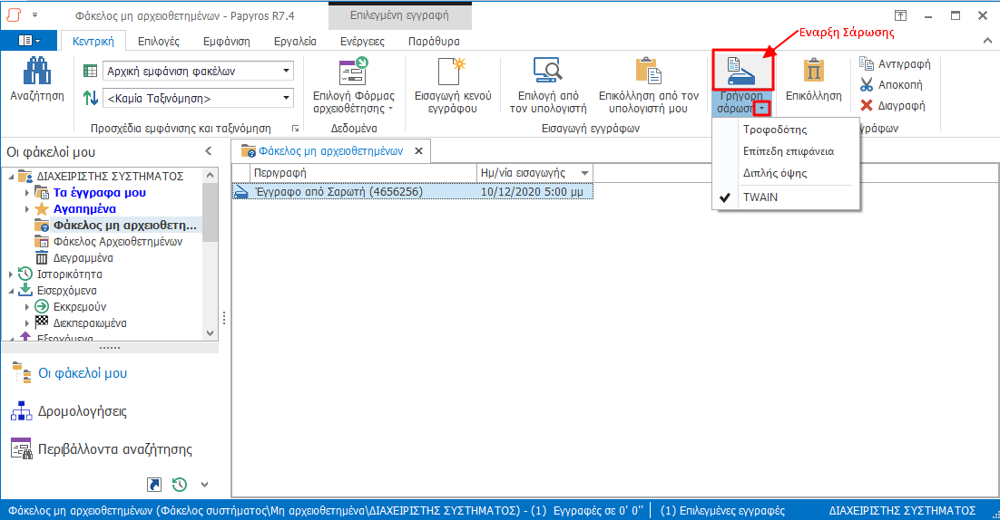 Φάκελος μη αρχειοθετημένων - Papyros R7.4
Επιλεγμένη εγγραφή
Κεντρική
Επιλογές
Εμφάνιση
Εργαλεία
Ενέργειες
Παράθυρα
Εναρξη Σάρωσης
Αναζήτηση
Αρχική εμφάνιση φακέλων
<Καμία Ταξινόμηση>
Προσχέδια εμφάνισης και ταξινόμηση
Επιλογή Φόρμας
αρχειοθέτησης
Δεδομένα
Εισαγωγή κενού
εγγράφου
Επιλογή από
τον υπολογιστή
Επικόλληση από τον
υπολογιστή μου
Γρήγορη
σάρωση
Εισαγωγή εγγράφων
Επικόλληση
Αντιγραφή
Αποκοπή
Διαγραφή
γράφων
Τροφοδότης
Επίπεδη επιφάνεια
Διπλής όψης
TWAIN
Οι φάκελοί μου
ΔΙΑΧΕΙΡΙΣΤΗΣ ΣΥΣΤΗΜΑΤΟΣ
Τα έγγραφα μου
Αγαπημένα
Φάκελος μη αρχειοθετη...
Φάκελος Αρχειοθετημένων
Διεγραμμένα
Ιστορικότητα
Εισερχόμενα
Εκκρεμούν
Διεκπεραιωμένα
Εξερχόμενα
Οι φάκελοί μου
Δρομολογήσεις
Περιβάλλοντα αναζήτησης
Φάκελος μη αρχειοθετημένων
Περιγραφή
Ημ/νία εισαγωγής
Έγγραφο από Σαρωτή (4656256)
10/12/2020 5:00 μμ
Φάκελος μη αρχειοθετημένων (Φάκελος συστήματος\Μη αρχειοθετημένα\ΔΙΑΧΕΙΡΙΣΤΗΣ ΣΥΣΤΗΜΑΤΟΣ) - (1) Εγγραφές σε 0' 0''
(1) Επιλεγμένες εγγραφές
ΔΙΑΧΕΙΡΙΣΤΗΣ ΣΥΣΤΗΜΑΤΟΣ